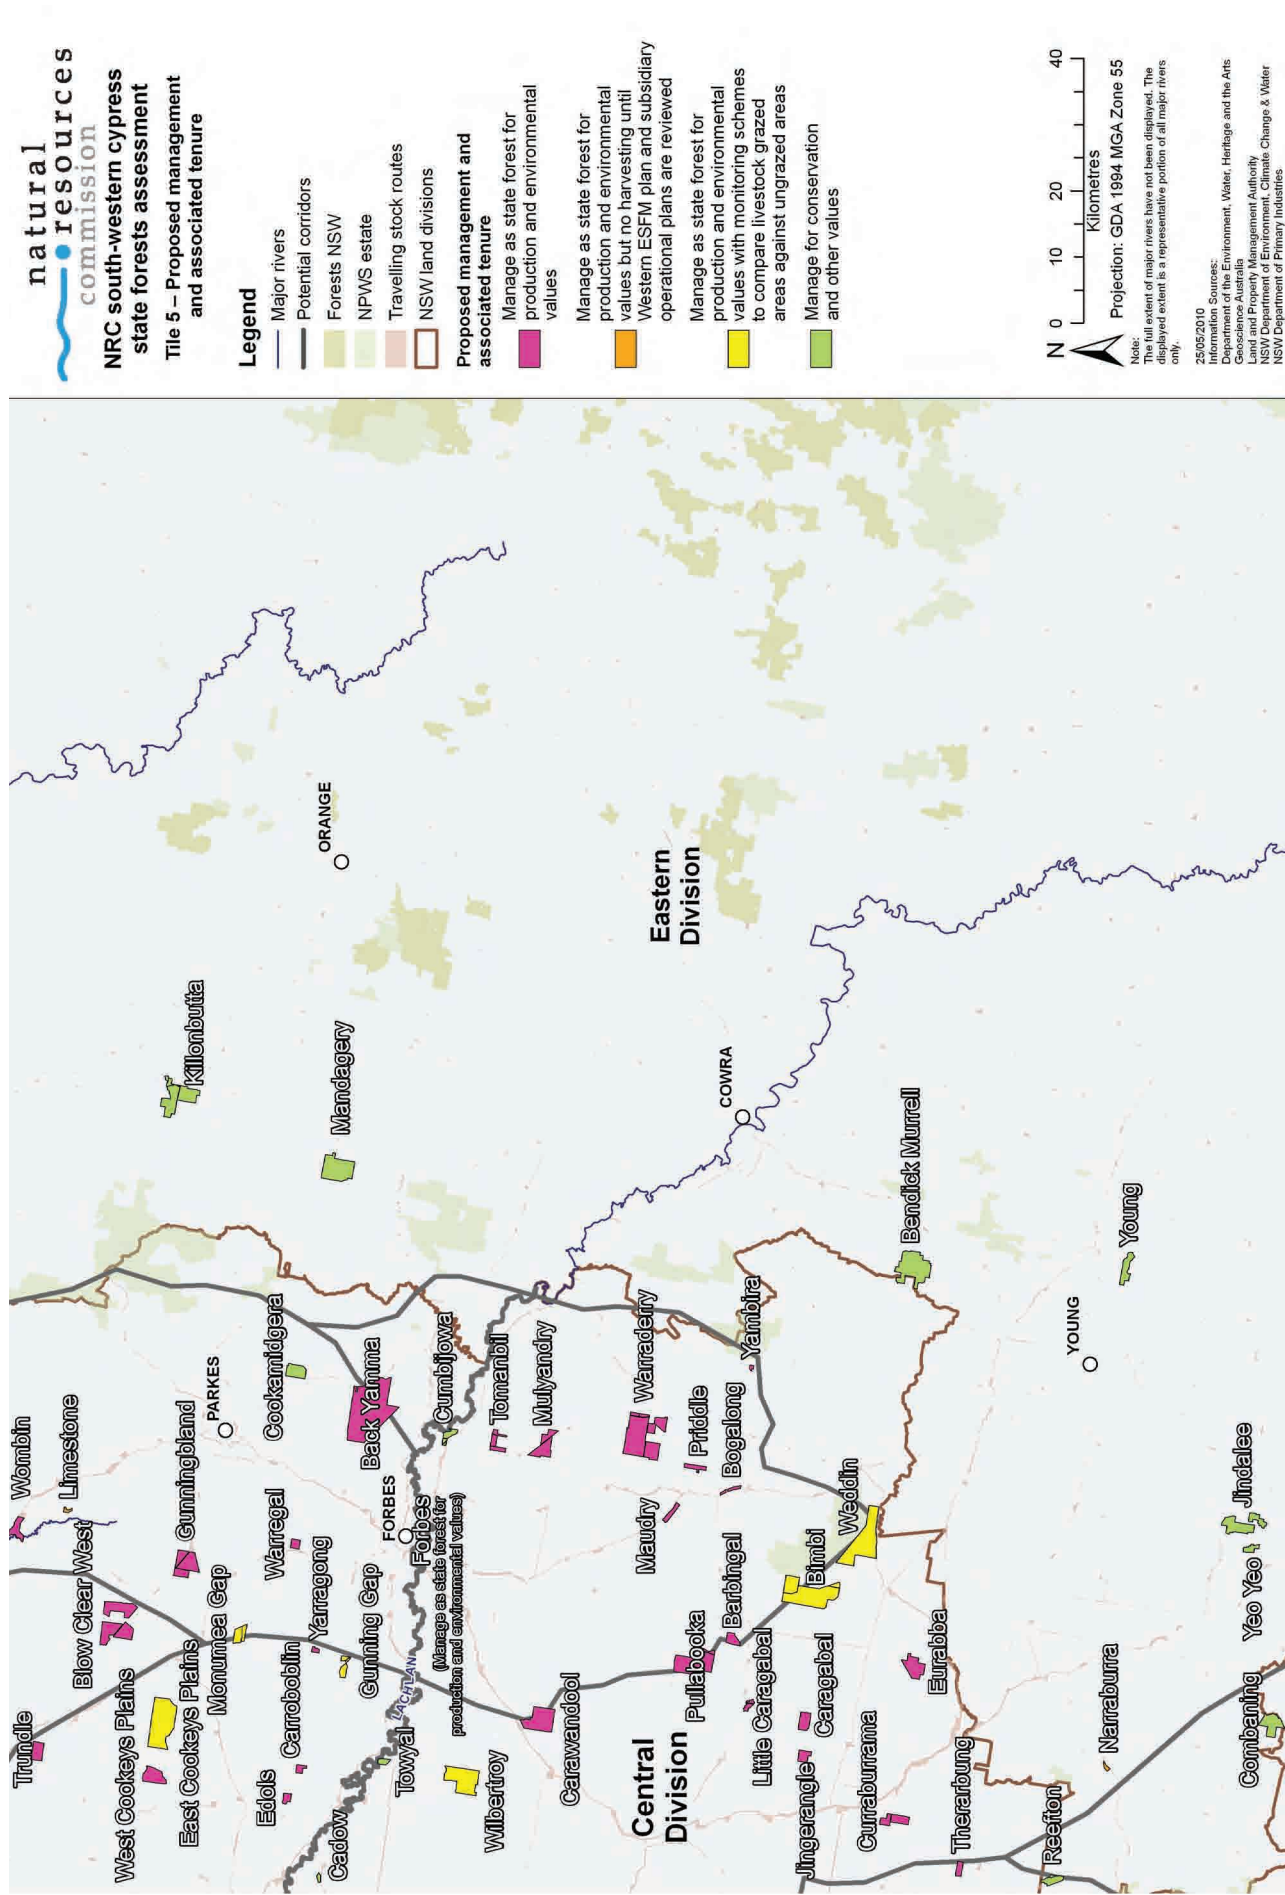 natural
resources
commission
NRC south-western cypress
state forests assessment
Tile 5 – Proposed management
and associated tenure
Legend
Major rivers
Potential corridors
Forests NSW
NPWS estate
Travelling stock routes
NSW land divisions
Proposed management and
associated tenure
Manage as state forest for
production and environmental
values
Manage as state forest for
production and environmental
values but no harvesting until
Western ESFM plan and subsidiary
operational plans are reviewed
Manage as state forest for
production and environmental
values with monitoring schemes
to compare livestock grazed
areas against ungrazed areas
Manage for conservation
and other values
N
0 10 20 40
Kilometres
Projection: GDA 1994 MGA Zone 55
Note:
The full extent of major rivers have not been displayed. The
displayed extent is a representative portion of all major rivers
only.
25/05/2010
Information Sources:
Department of the Environment, Water, Heritage and the Arts
Geoscience Australia
Land and Property Management Authority
NSW Department of Environment, Climate Change & Water
NSW Department of Primary Industries
Trundle
Wombin
Limestone
Blow Clear West
West Cookeys Plains
East Cookeys Plains
Gunningbland
Monumea Gap
PARKES
Killonbutta
Cookamidgera
Warregal
Edols
Carroboblin
Yarragong
Mandagery
ORANGE
Cadow
Gunning Gap
Back Yamma
FORBES
LACHLAN
Towyal
Forbes
(Manage as state forest for
production and environmental values)
Cumbijowa
Wilbertroy
Tomanbil
Mulyandry
Carawandool
Central
Division
Eastern
Division
Maudry
Warraderry
Priddle
Pullabooka
Barbingal
Bogalong
Yambira
COWRA
Little Caragabal
Jingerangle
Caragabal
Bimbi
Weddin
Curraburrama
Bendick Murrell
Eurabba
Therarbung
Reefton
Narraburra
YOUNG
Young
Combaning
Yeo Yeo
Jindalee